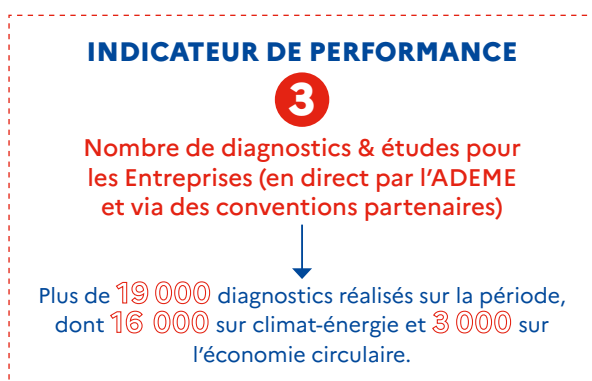 INDICATEUR DE PERFORMANCE
3
Nombre de diagnostics & études pour
les Entreprises (en direct par l’ADEME
et via des conventions partenaires)
Plus de 19 000 diagnostics réalisés sur la période,
dont 16 000 sur climat-énergie et 3 000 sur
l’économie circulaire.